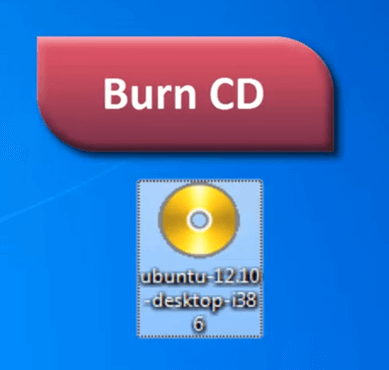 Burn CD
ubuntu-12.10
-desktop-i38
6